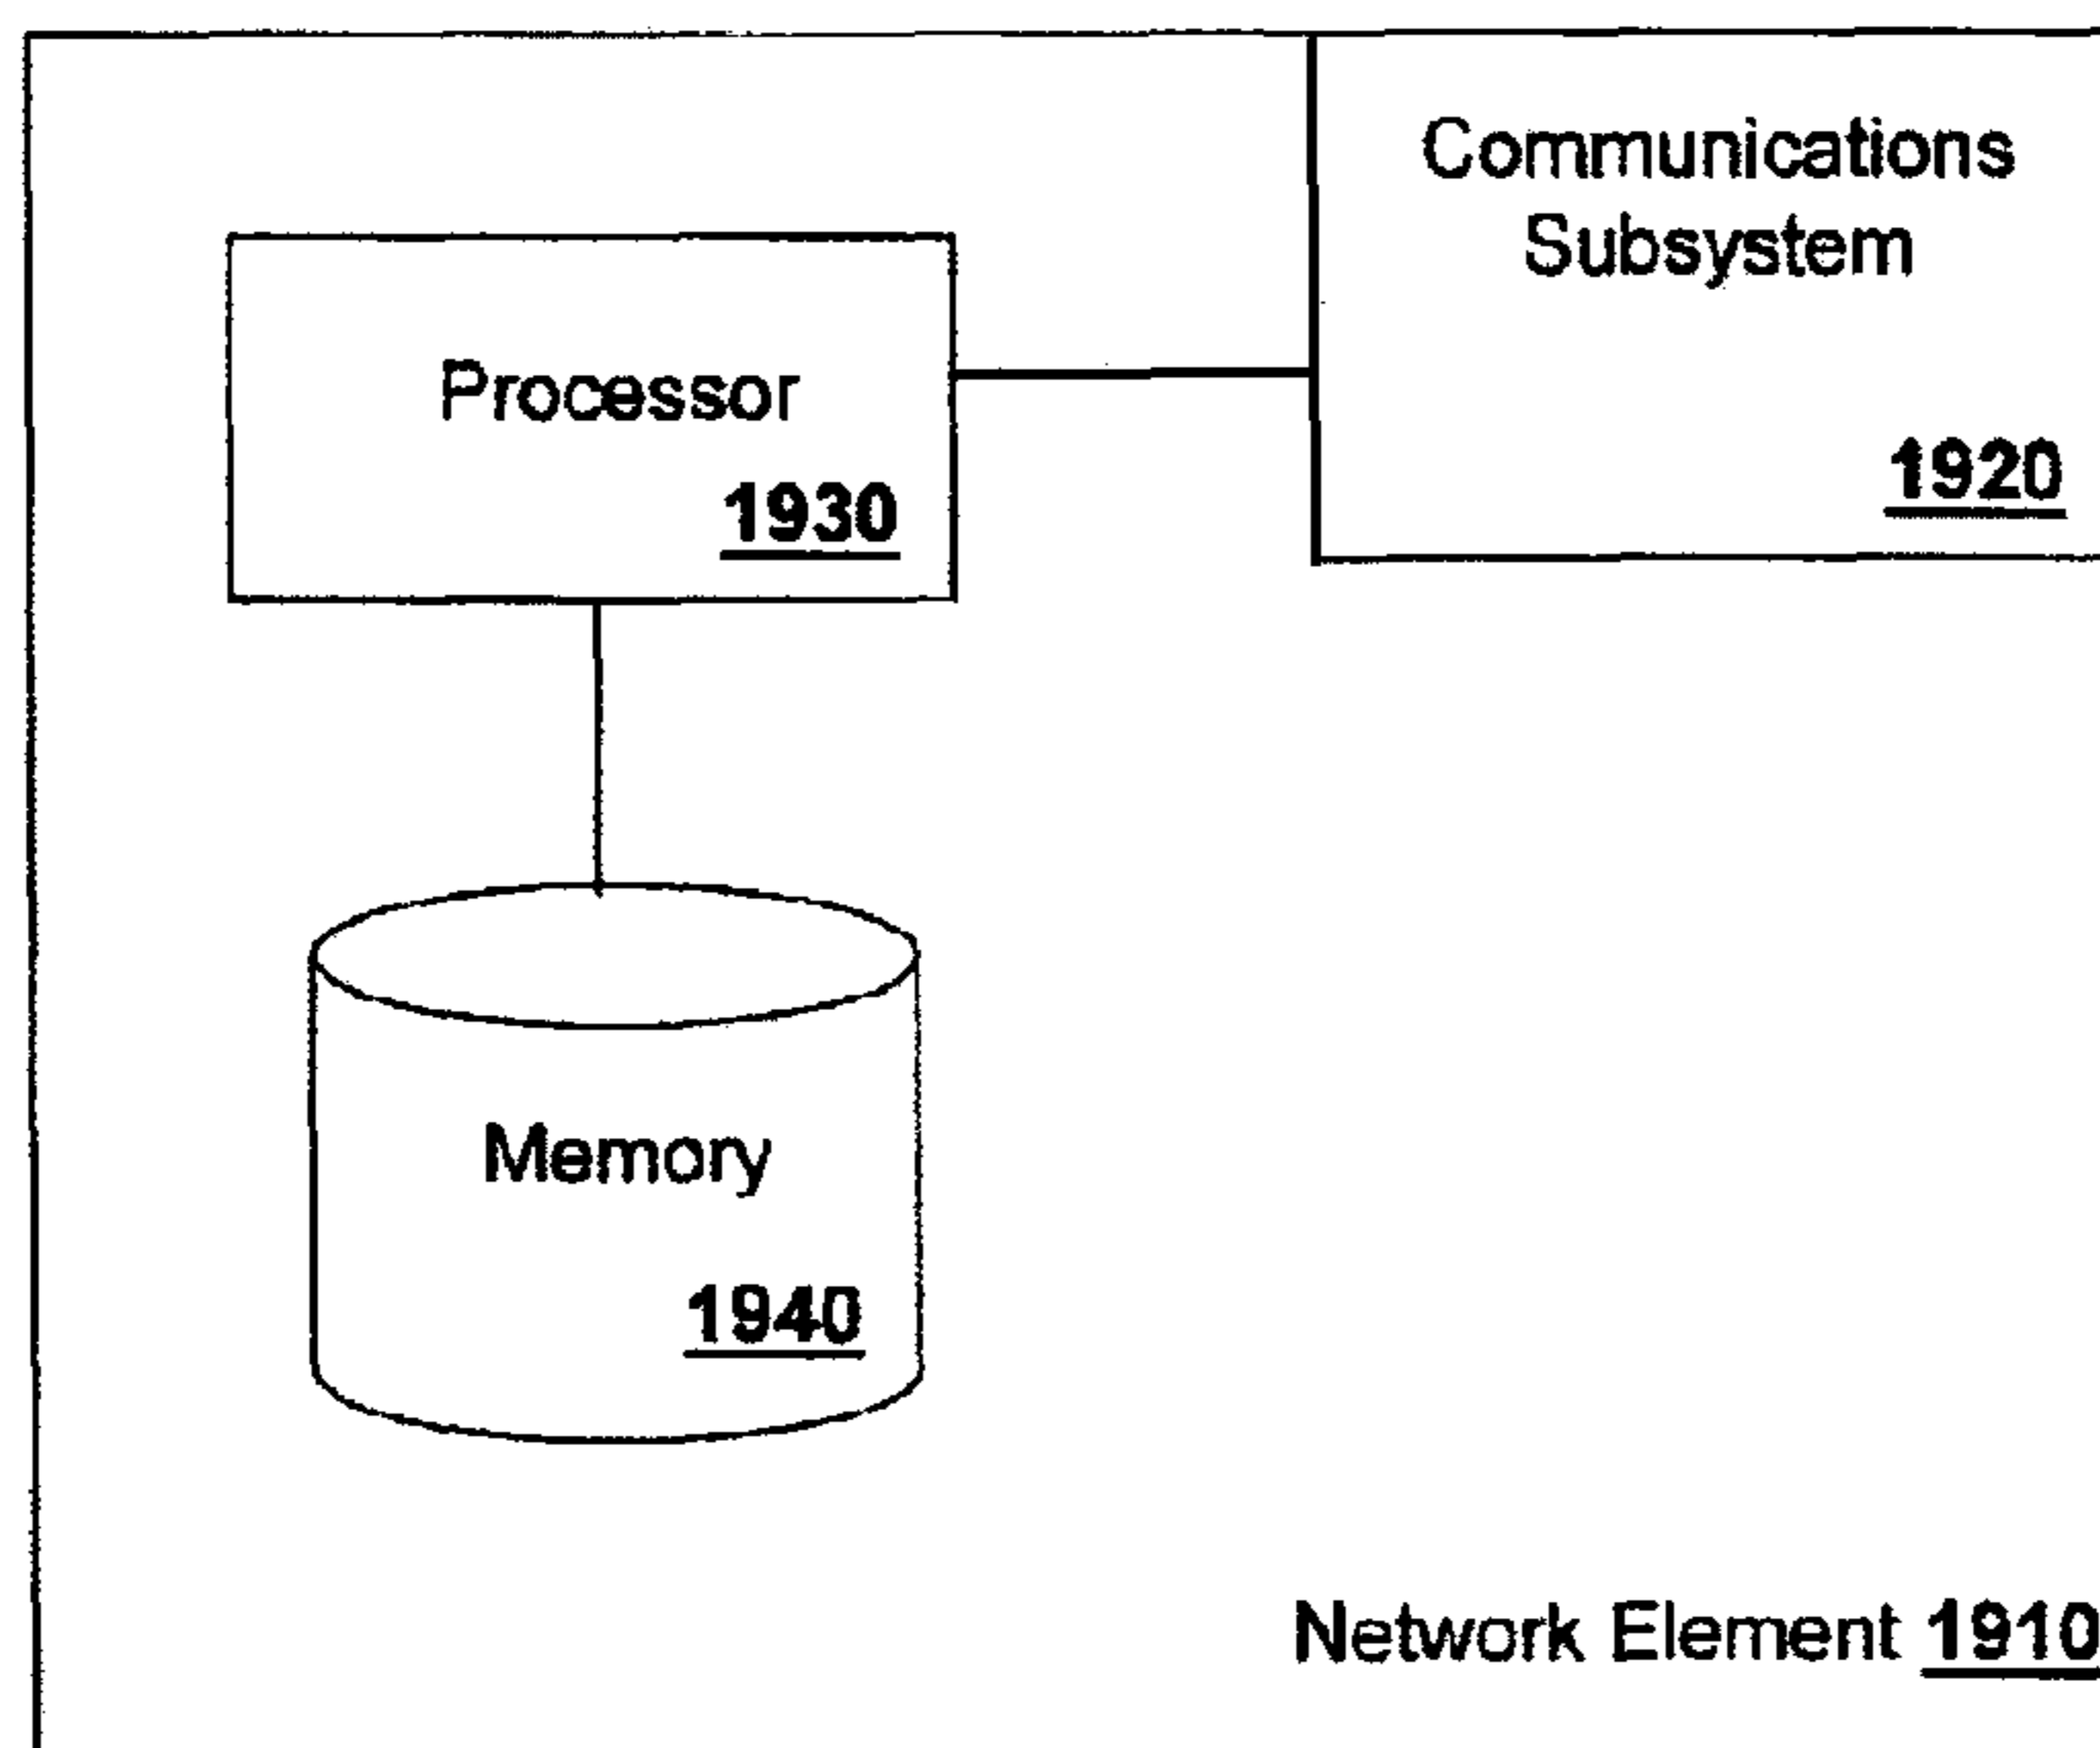 Communications
Subsystem
1920
Processor
1930
Memory
1940
Network Element 1910